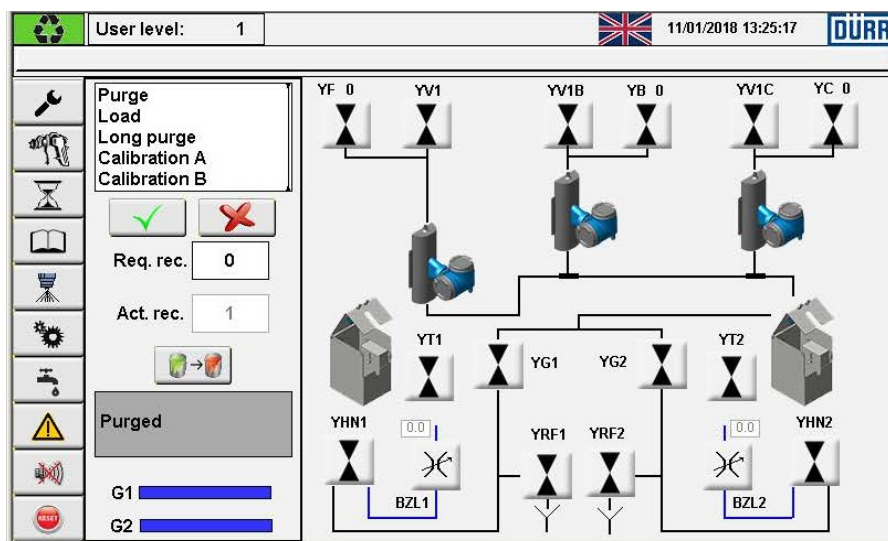 User level: 1
11/01/2018 13:25:17
DÜRR
Purge
Load
Long purge
Calibration A
Calibration B
Req. rec. 0
Act. rec. 1
Purged
G1
G2
RESET
YF 0 YV1 YV1B YB 0 YV1C YC 0
YT1 YG1 YG2 YT2
YHN1 0.0 YRF1 YRF2 0.0 YHN2
BZL1 BZL2